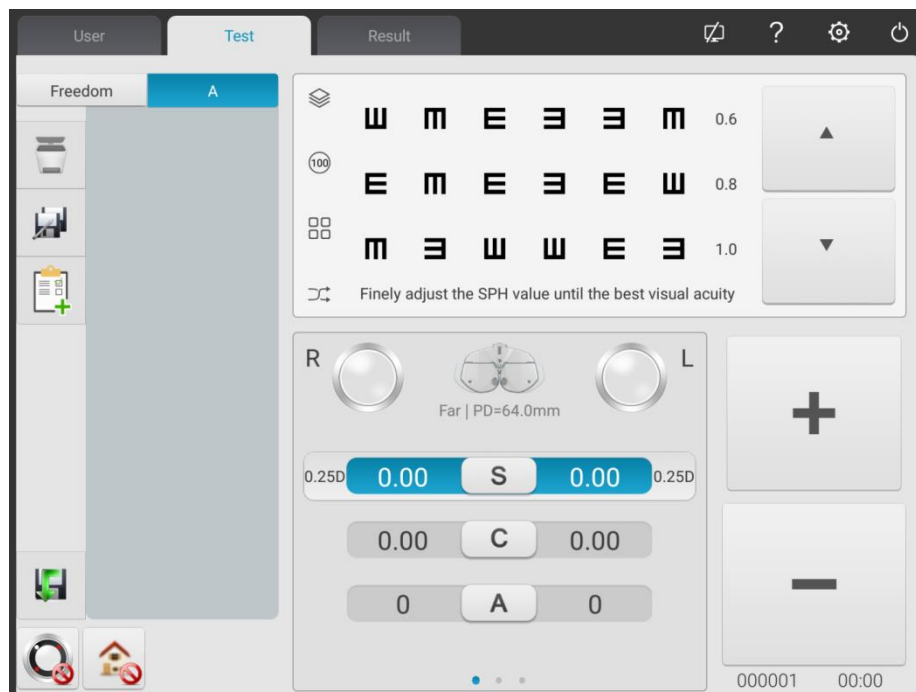 User Test Result ?
Freedom A
100
0.6
0.8
1.0
Finely adjust the SPH value until the best visual acuity
R L
Far | PD=64.0mm
0.25D 0.00 S 0.00 0.25D
0.00 C 0.00
0 A 0
000001 00:00